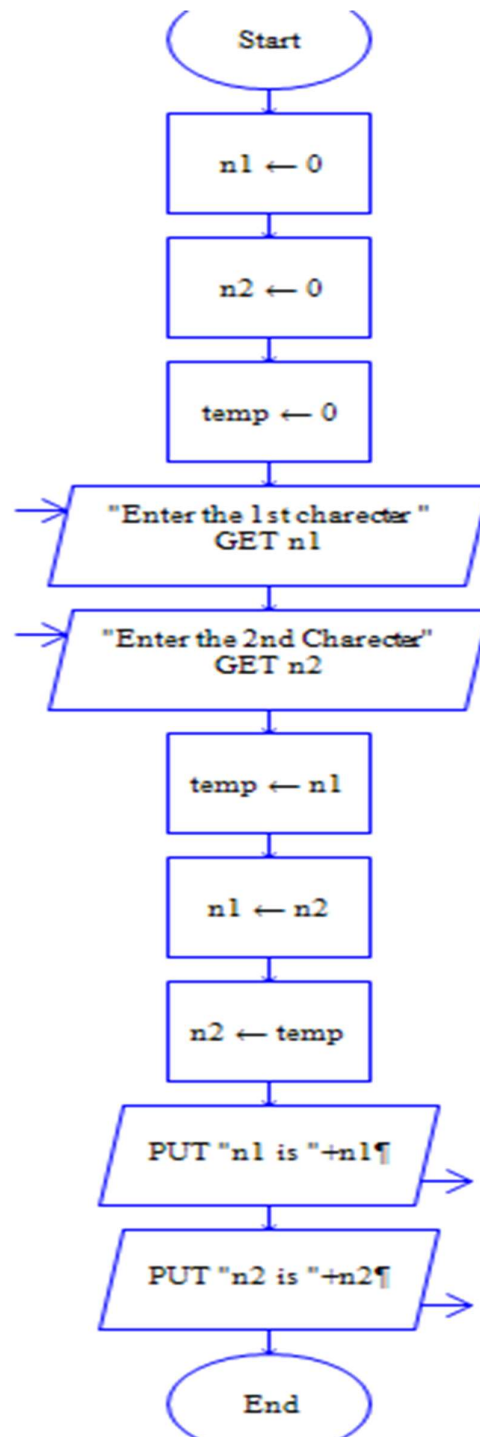 Start
n1 ← 0
n2 ← 0
temp ← 0
"Enter the 1st charecter "
GET n1
"Enter the 2nd Charecter"
GET n2
temp ← n1
n1 ← n2
n2 ← temp
PUT "n1 is "+n1¶
PUT "n2 is "+n2¶
End